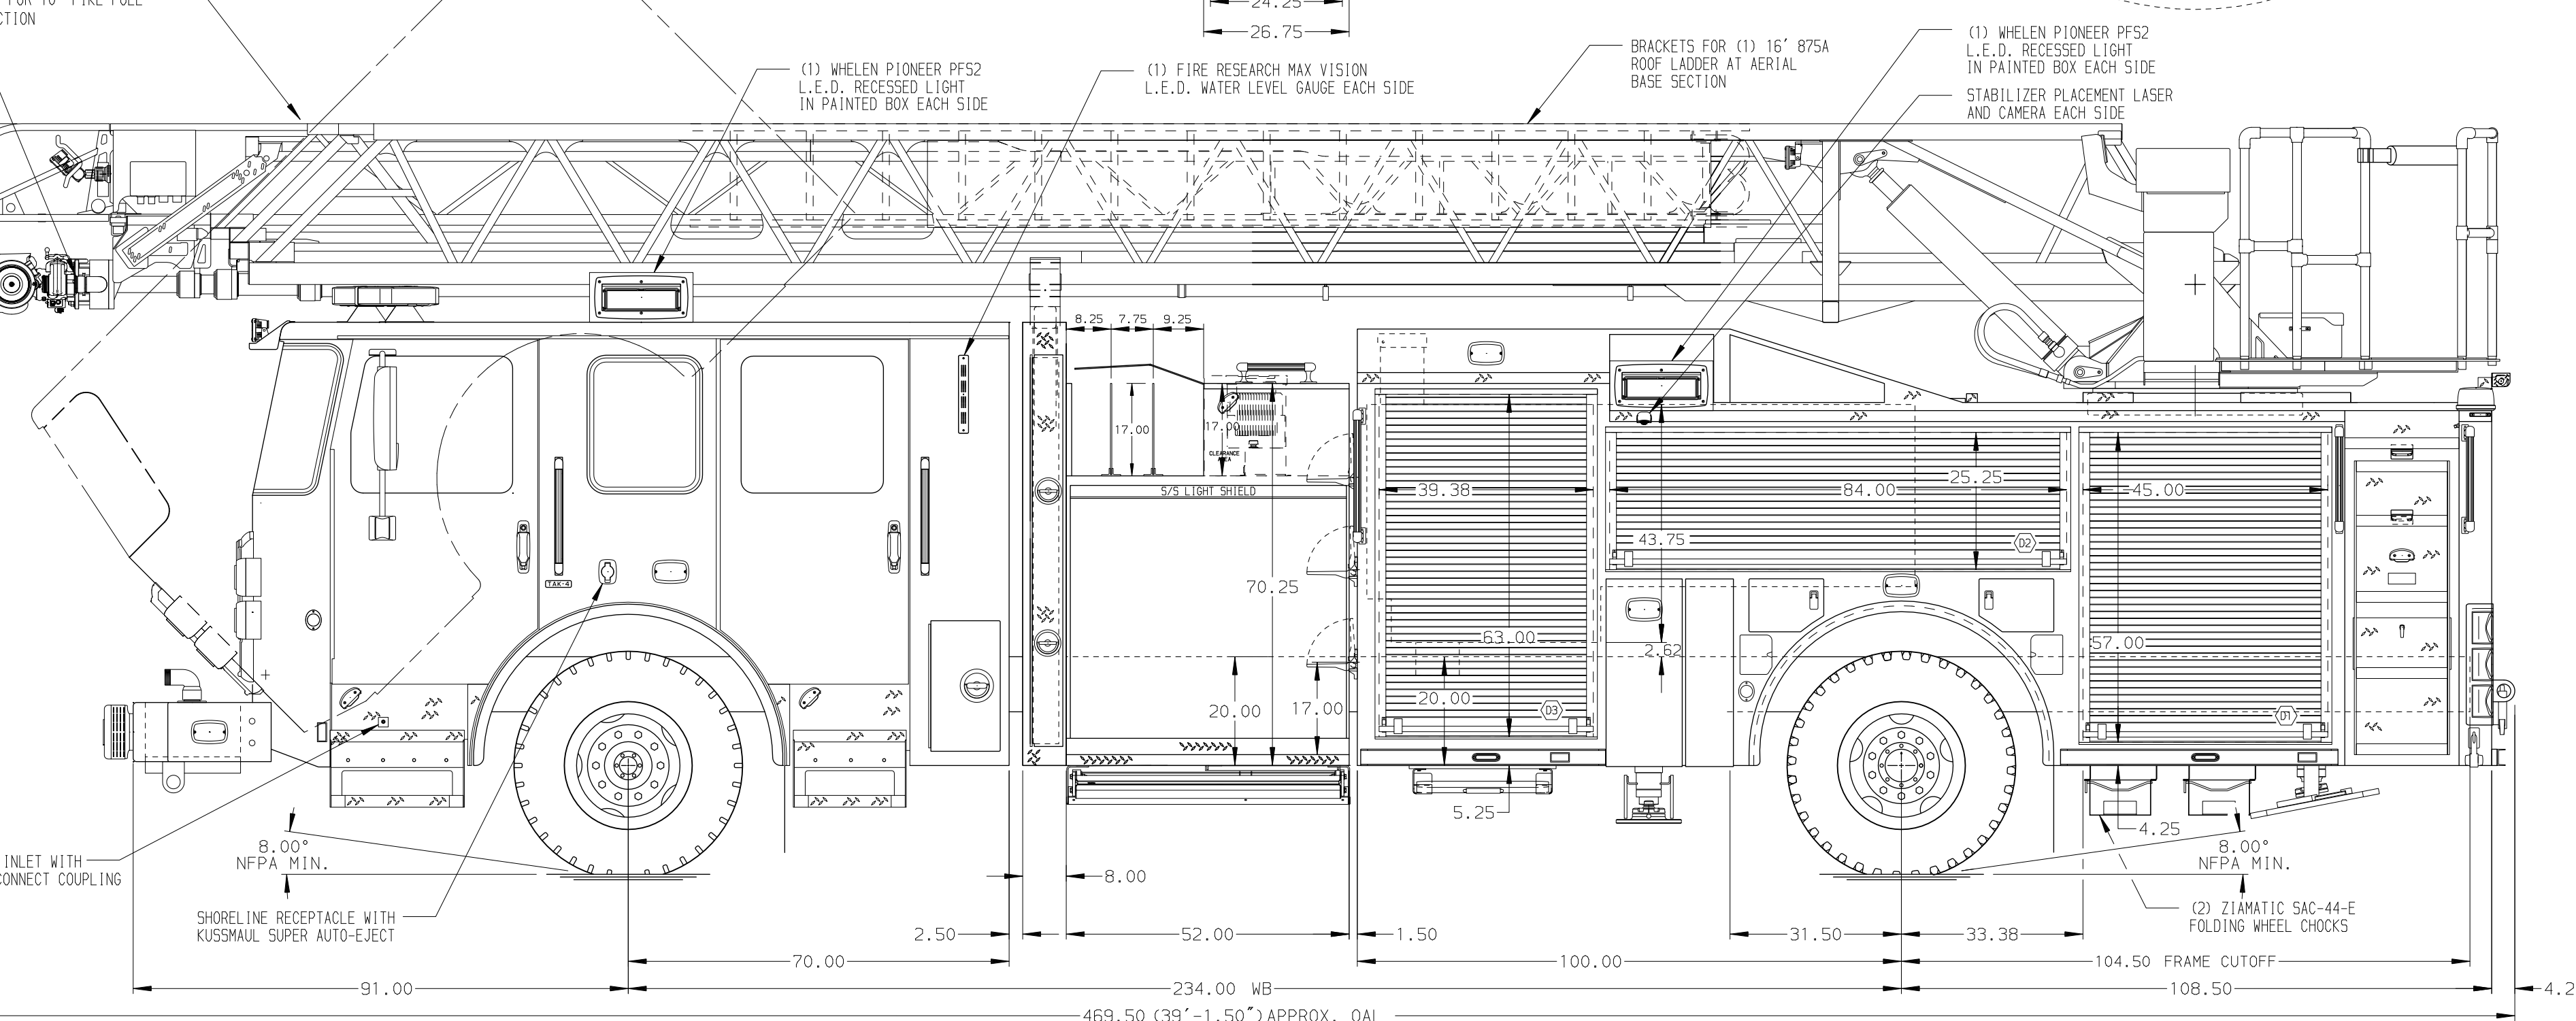 FOR 10' PIKE POLE
24.25
26.75
(1) WHELEN PIONEER PFS2
L.E.D. RECESSED LIGHT
IN PAINTED BOX EACH SIDE
(1) FIRE RESEARCH MAX VISION
L.E.D. WATER LEVEL GAUGE EACH SIDE
BRACKETS FOR (1) 16' 875A
ROOF LADDER AT AERIAL
BASE SECTION
(1) WHELEN PIONEER PFS2
L.E.D. RECESSED LIGHT
IN PAINTED BOX EACH SIDE
STABILIZER PLACEMENT LASER
AND CAMERA EACH SIDE
8.25
7.75
9.25
17.00
17.00
CLEARANCE
AREA
S/S LIGHT SHIELD
39.38
84.00
25.25
45.00
43.75
D2
TAK-4
70.25
63.00
2.62
57.00
20.00
17.00
20.00
D3
D1
5.25
4.25
8.00°
NFPA MIN.
8.00°
NFPA MIN.
INLET WITH
CONNECT COUPLING
8.00
SHORELINE RECEPTACLE WITH
KUSSMAUL SUPER AUTO-EJECT
(2) ZIAMATIC SAC-44-E
FOLDING WHEEL CHOCKS
2.50
52.00
1.50
31.50
33.38
70.00
100.00
104.50 FRAME CUTOFF
91.00
234.00 WB
108.50
4.2
469.50 (39'-1.50") APPROX. OAL